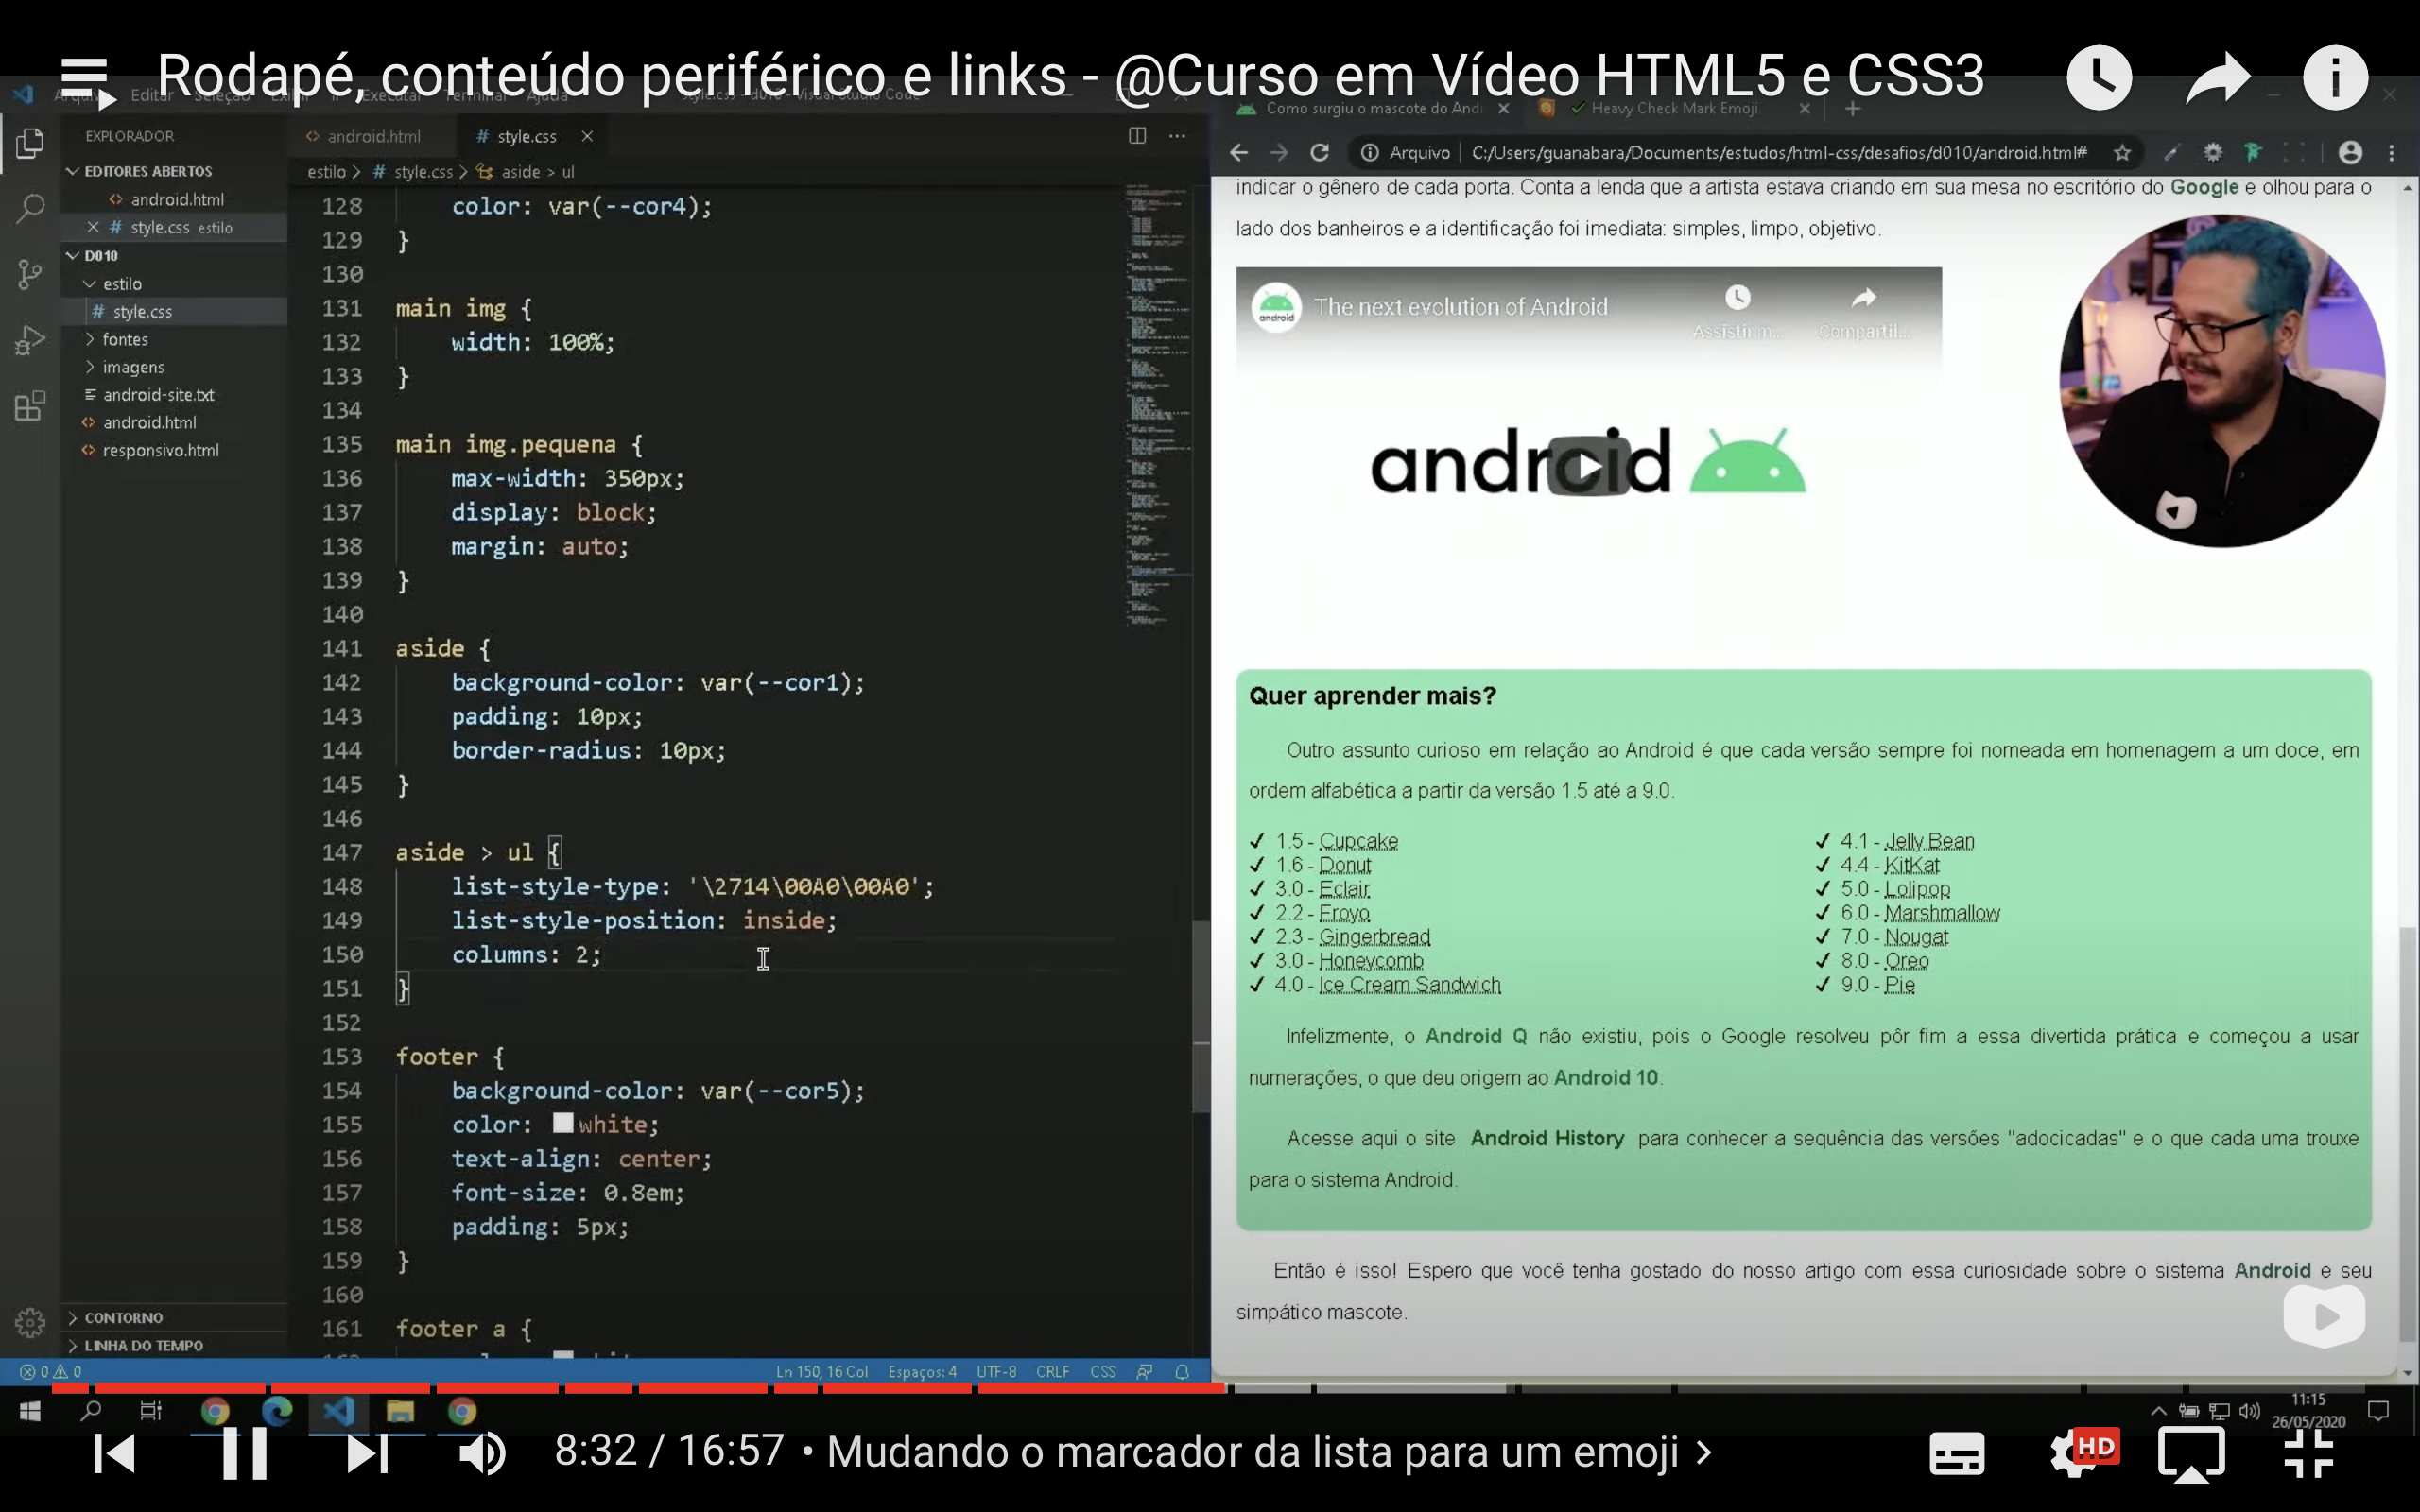 Rodapé, conteúdo periférico e links - @Curso em Vídeo HTML5 e CSS3
Arquivo Editar Seleção Ir Executar Terminal Ajuda
style.css - d010 - Visual Studio Code
Como surgiu o mascote do And
Heavy Check Mark Emoji
EXPLORADOR
android.html
# style.css
Arquivo
C:/Users/guanabara/Documents/estudos/html-css/desafios/d010/android.html#
EDITORES ABERTOS
android.html
# style.css estilo
D010
estilo
# style.css
fontes
imagens
android-site.txt
android.html
responsivo.html
CONTORNO
LINHA DO TEMPO
estilo > # style.css > aside > ul
128 color: var(--cor4);
129 }
130
131 main img {
132 width: 100%;
133 }
134
135 main img.pequena {
136 max-width: 350px;
137 display: block;
138 margin: auto;
139 }
140
141 aside {
142 background-color: var(--cor1);
143 padding: 10px;
144 border-radius: 10px;
145 }
146
147 aside > ul {
148 list-style-type: '\2714\00A0\00A0';
149 list-style-position: inside;
150 columns: 2;
151 }
152
153 footer {
154 background-color: var(--cor5);
155 color: white;
156 text-align: center;
157 font-size: 0.8em;
158 padding: 5px;
159 }
160
161 footer a {
0 0
Ln 150, 16 Col Espaços: 4 UTF-8 CRLF CSS
indicar o gênero de cada porta. Conta a lenda que a artista estava criando em sua mesa no escritório do Google e olhou para o
lado dos banheiros e a identificação foi imediata: simples, limpo, objetivo.
android
The next evolution of Android
Assistir m...
Compartil...
android
Quer aprender mais?
Outro assunto curioso em relação ao Android é que cada versão sempre foi nomeada em homenagem a um doce, em
ordem alfabética a partir da versão 1.5 até a 9.0.
✔ 1.5 - Cupcake
✔ 1.6 - Donut
✔ 3.0 - Eclair
✔ 2.2 - Froyo
✔ 2.3 - Gingerbread
✔ 3.0 - Honeycomb
✔ 4.0 - Ice Cream Sandwich
✔ 4.1 - Jelly Bean
✔ 4.4 - KitKat
✔ 5.0 - Lolipop
✔ 6.0 - Marshmallow
✔ 7.0 - Nougat
✔ 8.0 - Oreo
✔ 9.0 - Pie
Infelizmente, o Android Q não existiu, pois o Google resolveu pôr fim a essa divertida prática e começou a usar
numerações, o que deu origem ao Android 10.
Acesse aqui o site Android History para conhecer a sequência das versões "adocicadas" e o que cada uma trouxe
para o sistema Android.
Então é isso! Espero que você tenha gostado do nosso artigo com essa curiosidade sobre o sistema Android e seu
simpático mascote.
11:15
26/05/2020
8:32 / 16:57 • Mudando o marcador da lista para um emoji >
HD